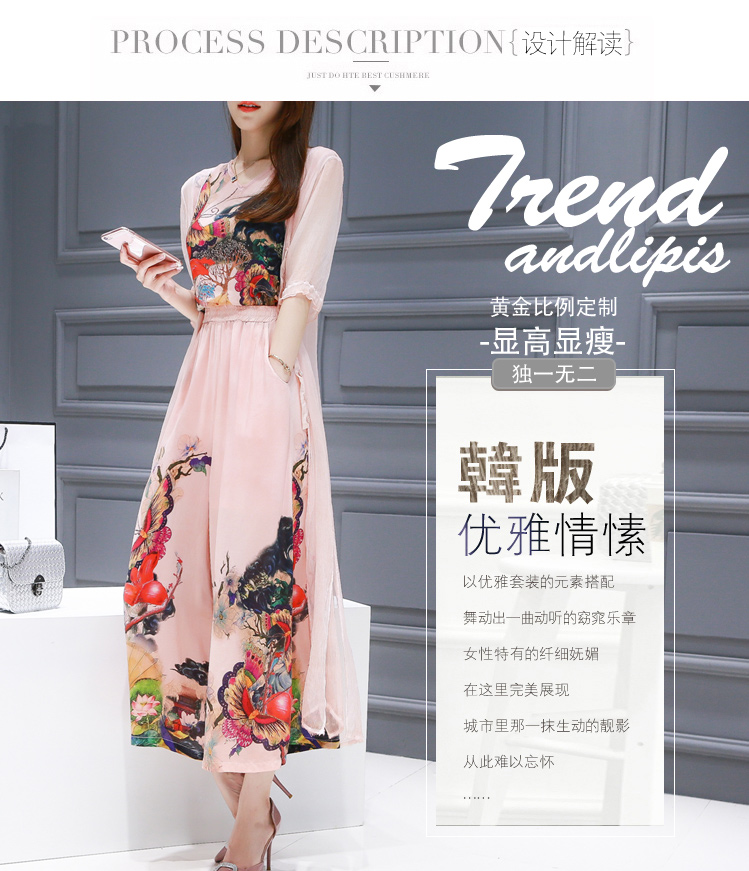 PROCESS DESCRIPTION{设计解读}
JUST DO HTE BEST CUSHMERE
Trend
andlipis
黄金比例定制
-显高显瘦-
独一无二
韓版
优雅情愫
以优雅套装的元素搭配
舞动出一曲动听的窈窕乐章
女性特有的纤细妩媚
在这里完美展现
城市里那一抹生动的靓影
从此难以忘怀
……